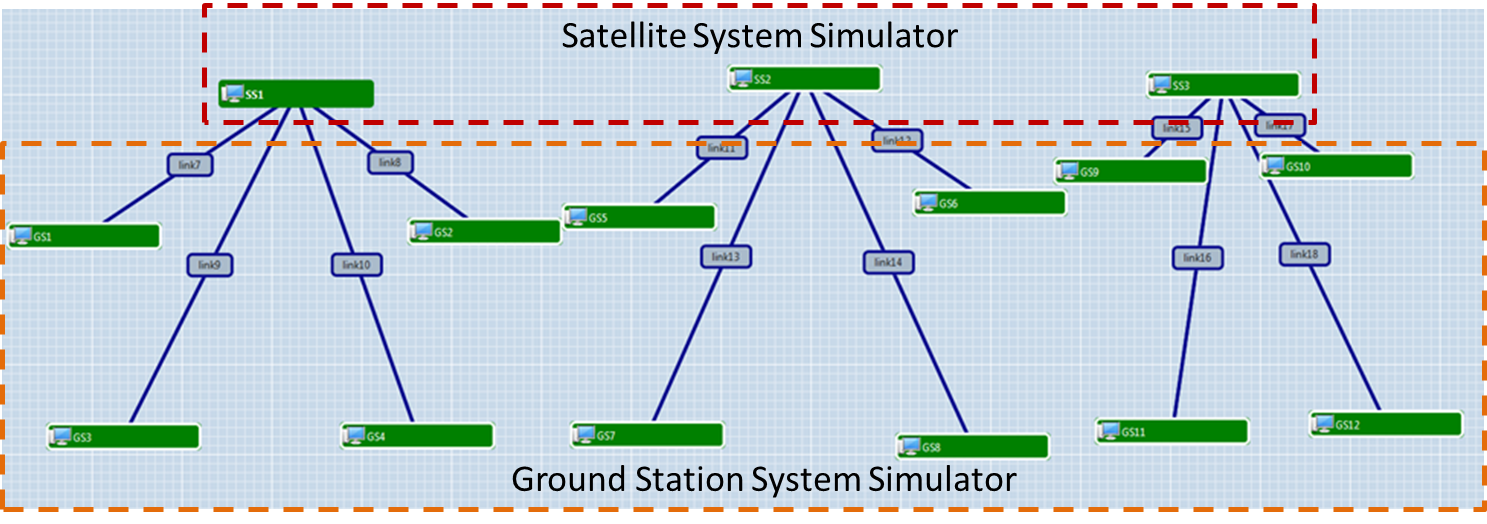 Satellite System Simulator
SS1
SS2
SS3
link7
link8
link11
link12
link15
link17
GS1
GS2
GS5
GS6
GS9
GS10
link9
link10
link13
link14
link16
link18
GS3
GS4
GS7
GS8
GS11
GS12
Ground Station System Simulator